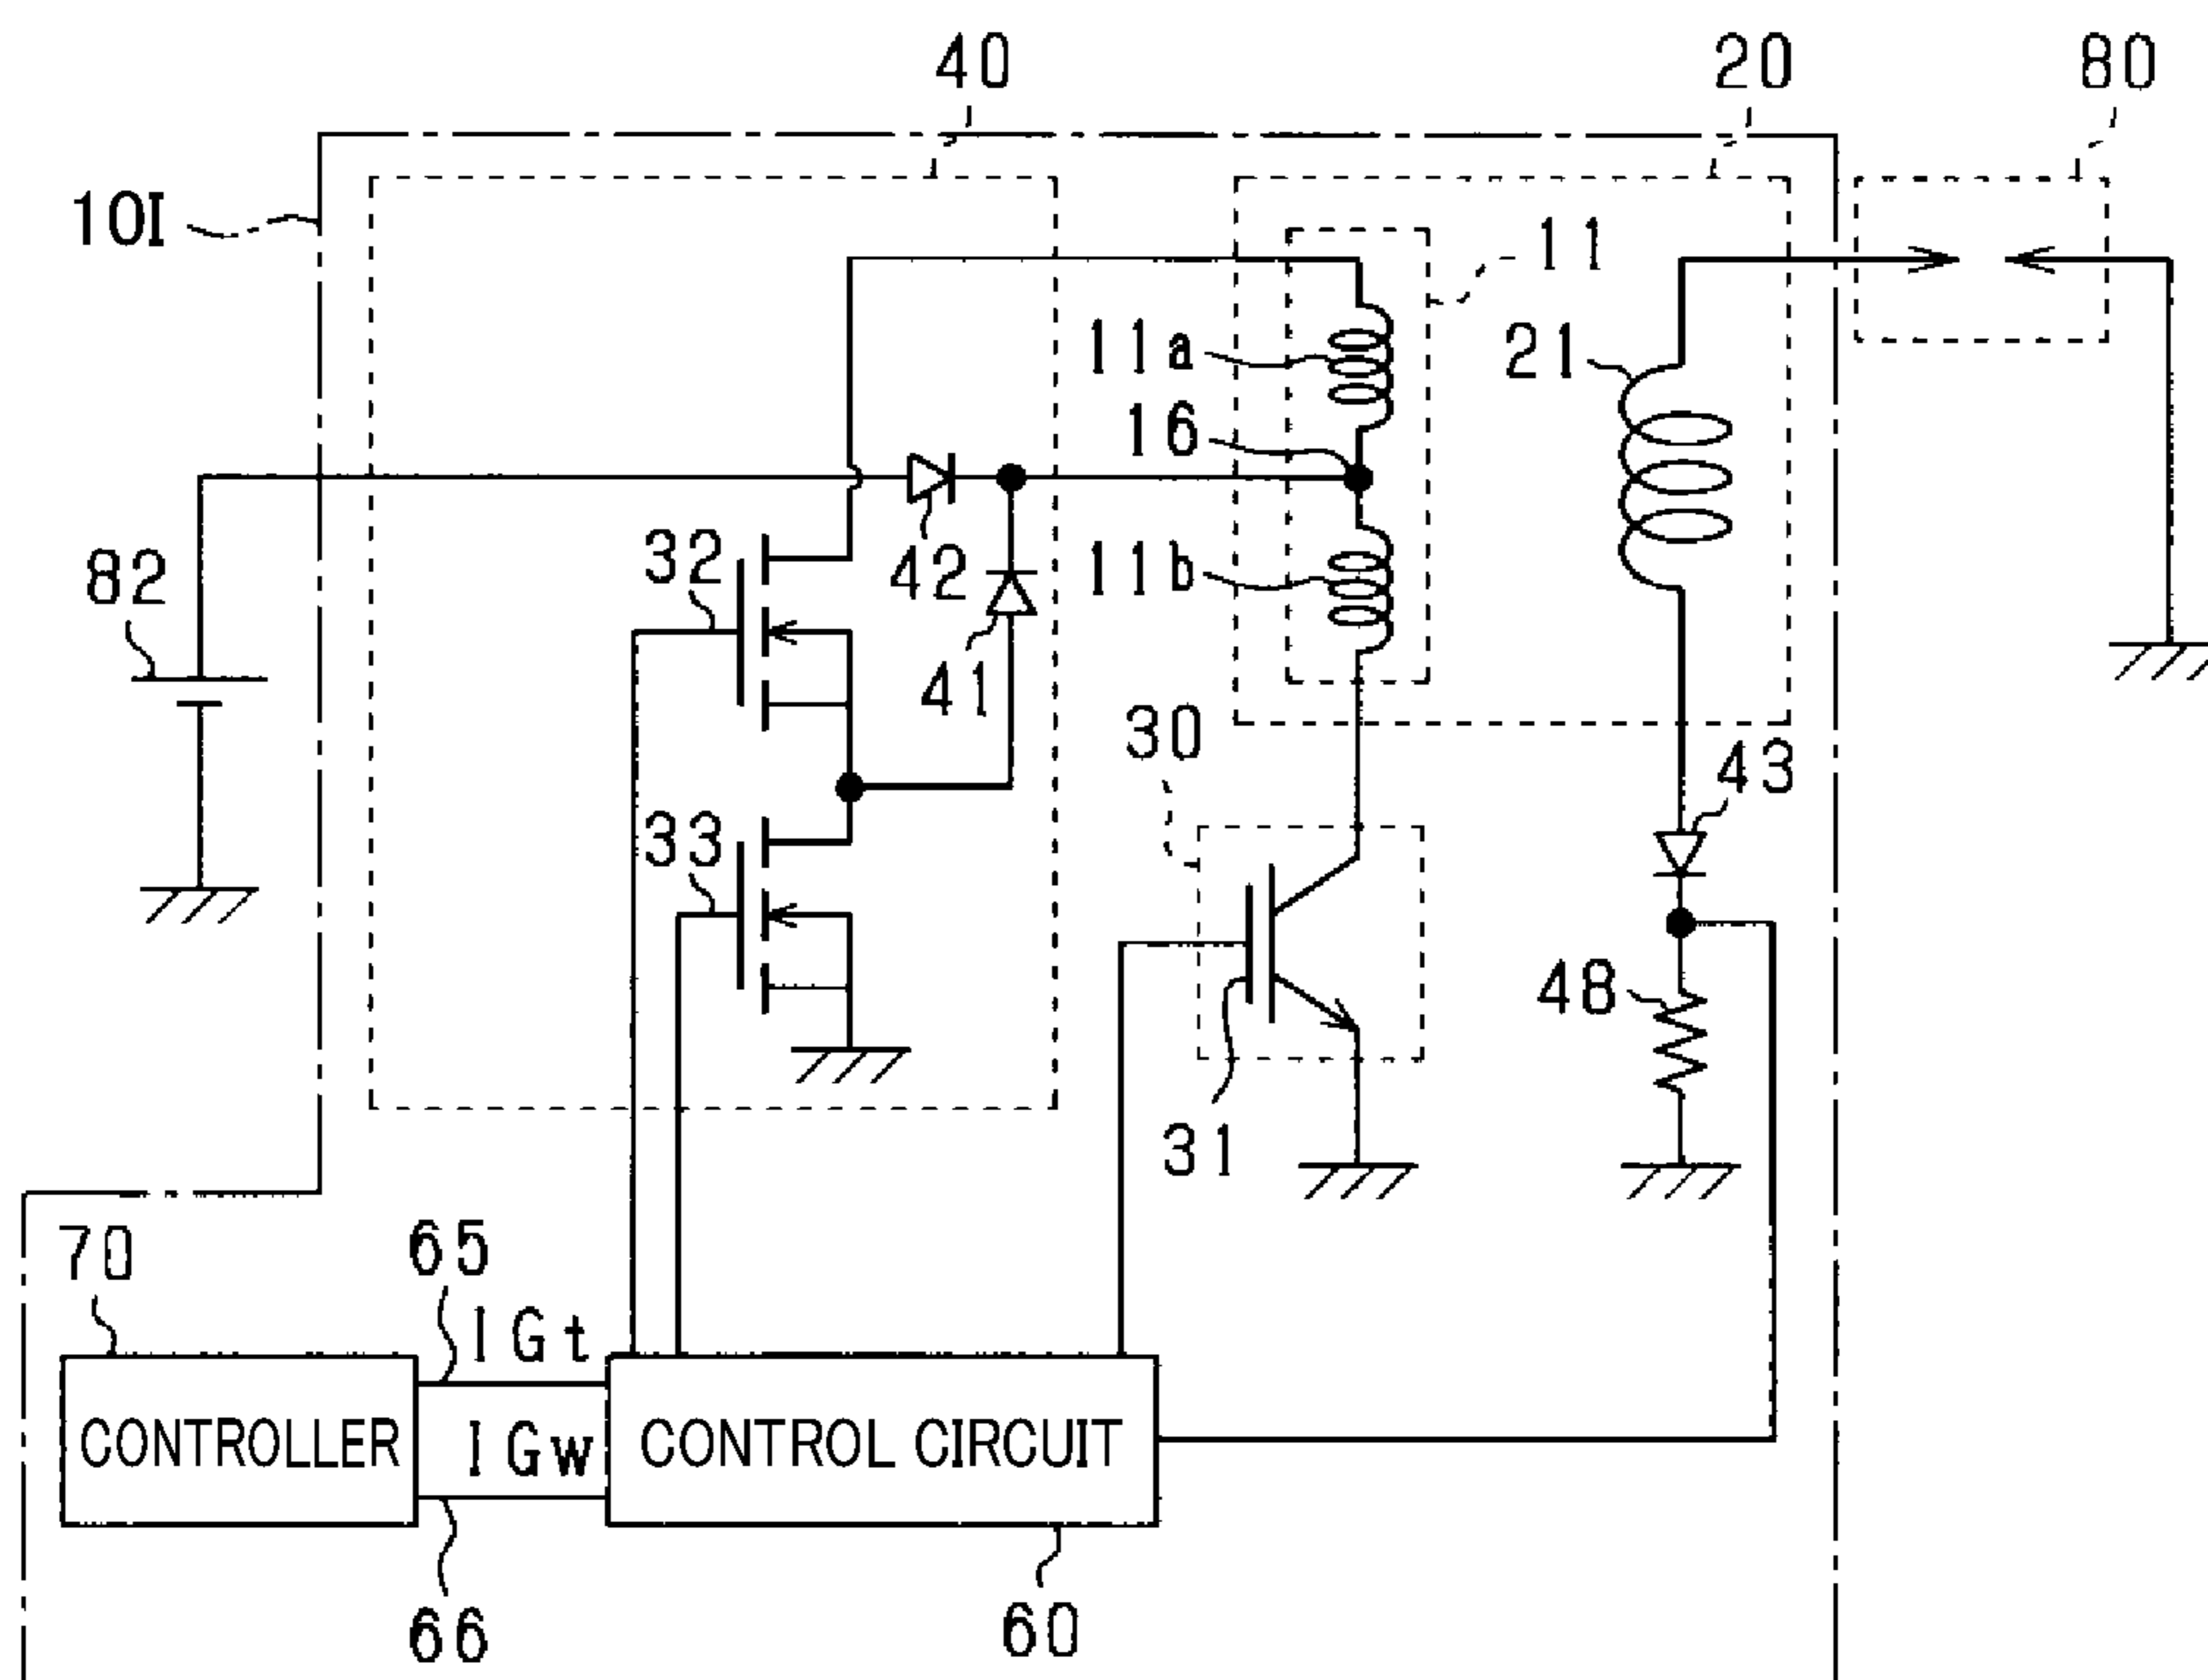 40
20
80
10I
11
11a
21
16
32
42
11b
82
41
30
43
33
48
31
70
65
IGt
CONTROLLER
IGw
CONTROL CIRCUIT
66
60